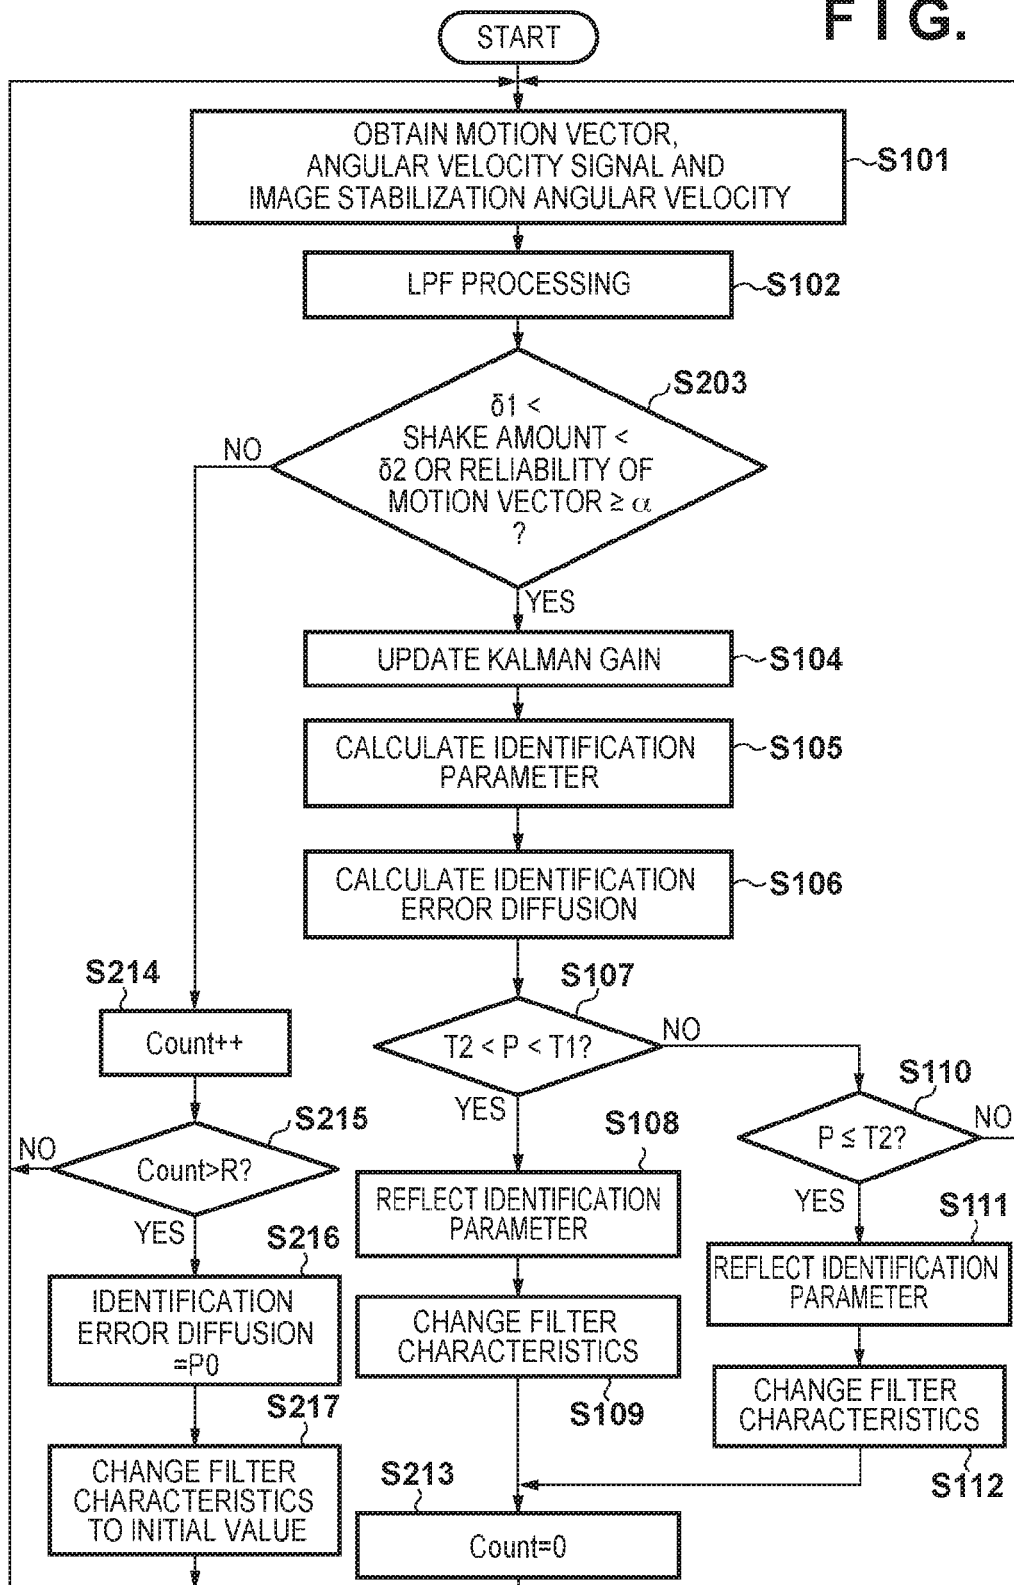 FIG.
START
OBTAIN MOTION VECTOR,
ANGULAR VELOCITY SIGNAL AND
IMAGE STABILIZATION ANGULAR VELOCITY
S101
LPF PROCESSING
S102
S203
δ1 <
SHAKE AMOUNT <
δ2 OR RELIABILITY OF
MOTION VECTOR ≥ α
?
NO
YES
UPDATE KALMAN GAIN
S104
CALCULATE IDENTIFICATION
PARAMETER
S105
CALCULATE IDENTIFICATION
ERROR DIFFUSION
S106
S214
Count++
S107
T2 < P < T1?
NO
YES
S110
P ≤ T2?
NO
YES
S215
Count>R?
NO
YES
S108
REFLECT IDENTIFICATION
PARAMETER
S111
REFLECT IDENTIFICATION
PARAMETER
S216
IDENTIFICATION
ERROR DIFFUSION
=P0
CHANGE FILTER
CHARACTERISTICS
S109
CHANGE FILTER
CHARACTERISTICS
S112
S217
CHANGE FILTER
CHARACTERISTICS
TO INITIAL VALUE
S213
Count=0